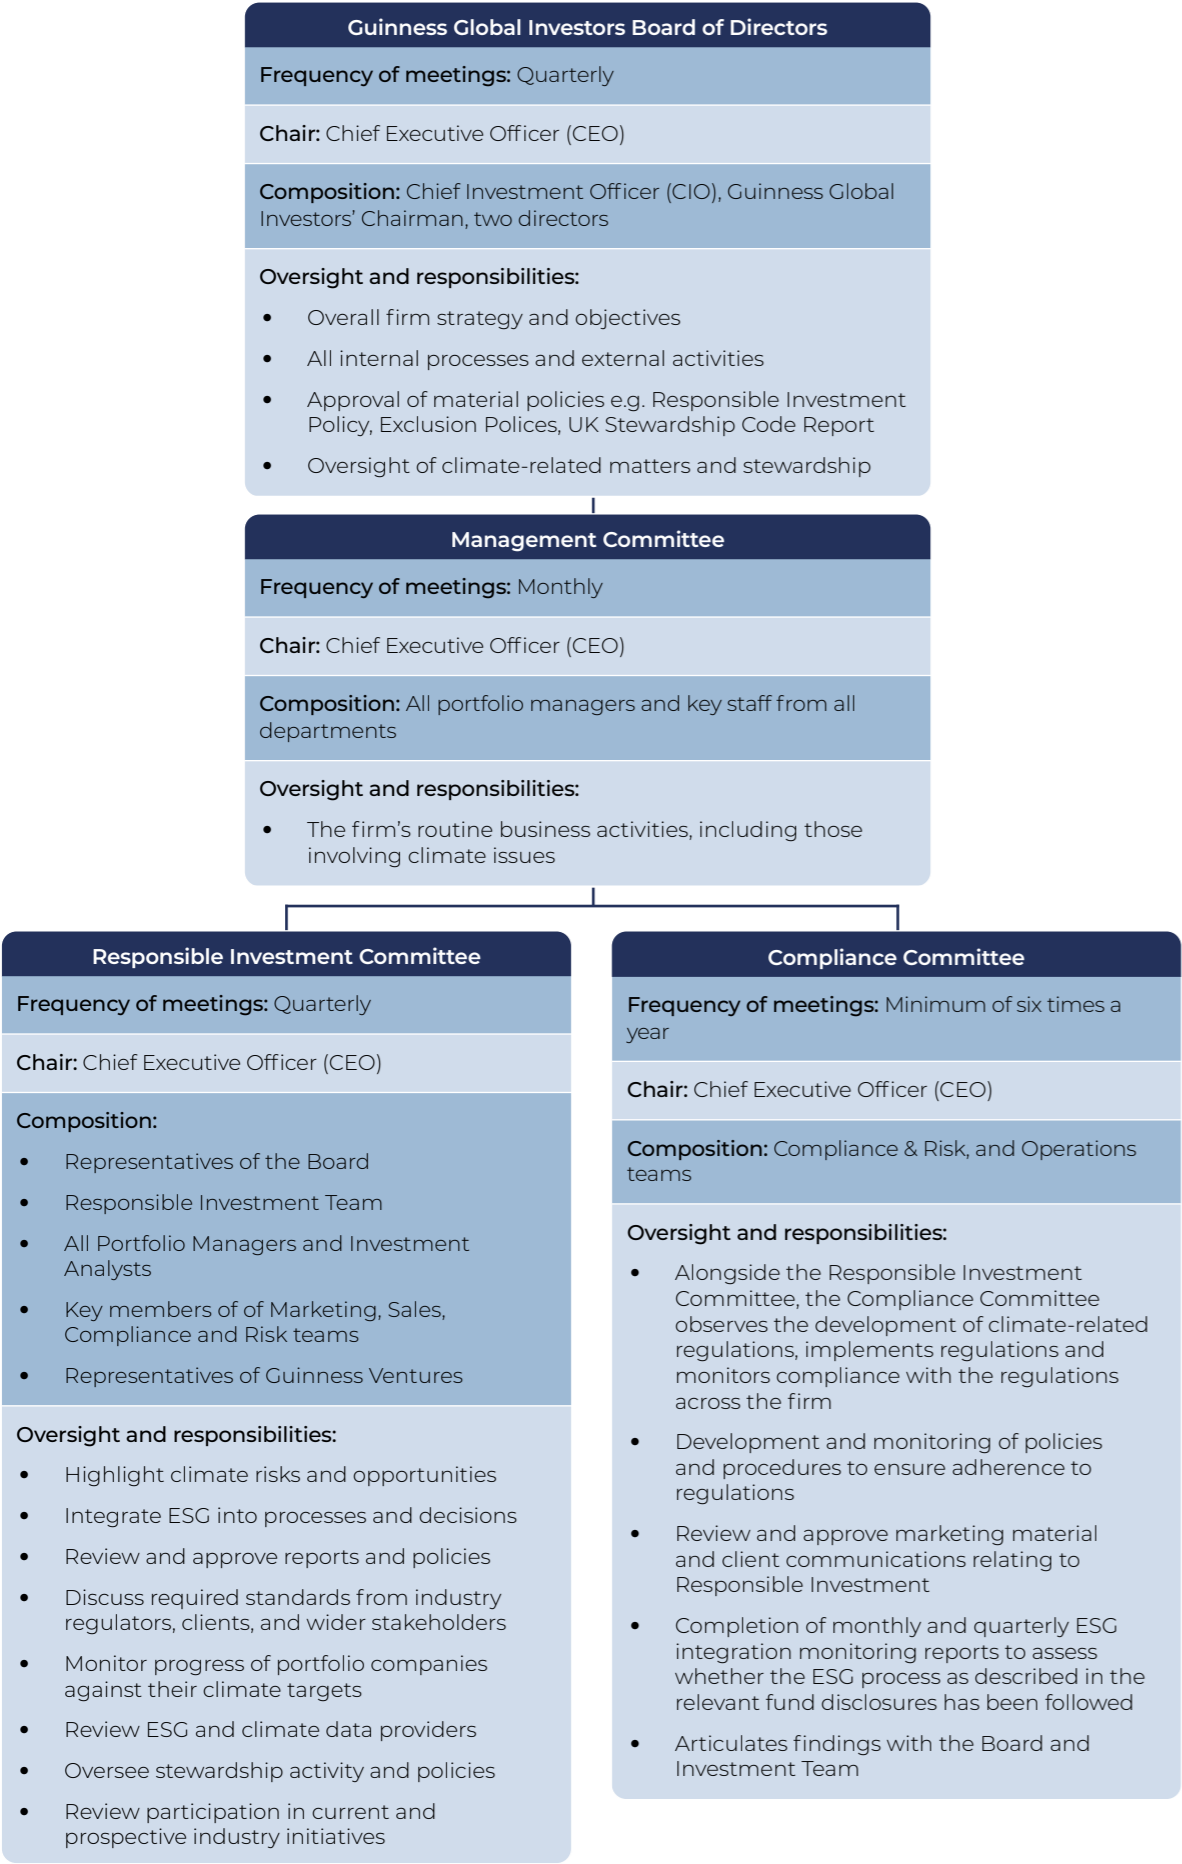 Guinness Global Investors Board of Directors
Frequency of meetings: Quarterly
Chair: Chief Executive Officer (CEO)
Composition: Chief Investment Officer (CIO), Guinness Global
Investors’ Chairman, two directors
Oversight and responsibilities:
• Overall firm strategy and objectives
• All internal processes and external activities
• Approval of material policies e.g. Responsible Investment
Policy, Exclusion Polices, UK Stewardship Code Report
• Oversight of climate-related matters and stewardship
Management Committee
Frequency of meetings: Monthly
Chair: Chief Executive Officer (CEO)
Composition: All portfolio managers and key staff from all
departments
Oversight and responsibilities:
• The firm’s routine business activities, including those
involving climate issues
Responsible Investment Committee
Frequency of meetings: Quarterly
Chair: Chief Executive Officer (CEO)
Composition:
• Representatives of the Board
• Responsible Investment Team
• All Portfolio Managers and Investment
Analysts
• Key members of of Marketing, Sales,
Compliance and Risk teams
• Representatives of Guinness Ventures
Oversight and responsibilities:
• Highlight climate risks and opportunities
• Integrate ESG into processes and decisions
• Review and approve reports and policies
• Discuss required standards from industry
regulators, clients, and wider stakeholders
• Monitor progress of portfolio companies
against their climate targets
• Review ESG and climate data providers
• Oversee stewardship activity and policies
• Review participation in current and
prospective industry initiatives
Compliance Committee
Frequency of meetings: Minimum of six times a
year
Chair: Chief Executive Officer (CEO)
Composition: Compliance & Risk, and Operations
teams
Oversight and responsibilities:
• Alongside the Responsible Investment
Committee, the Compliance Committee
observes the development of climate-related
regulations, implements regulations and
monitors compliance with the regulations
across the firm
• Development and monitoring of policies
and procedures to ensure adherence to
regulations
• Review and approve marketing material
and client communications relating to
Responsible Investment
• Completion of monthly and quarterly ESG
integration monitoring reports to assess
whether the ESG process as described in the
relevant fund disclosures has been followed
• Articulates findings with the Board and
Investment Team